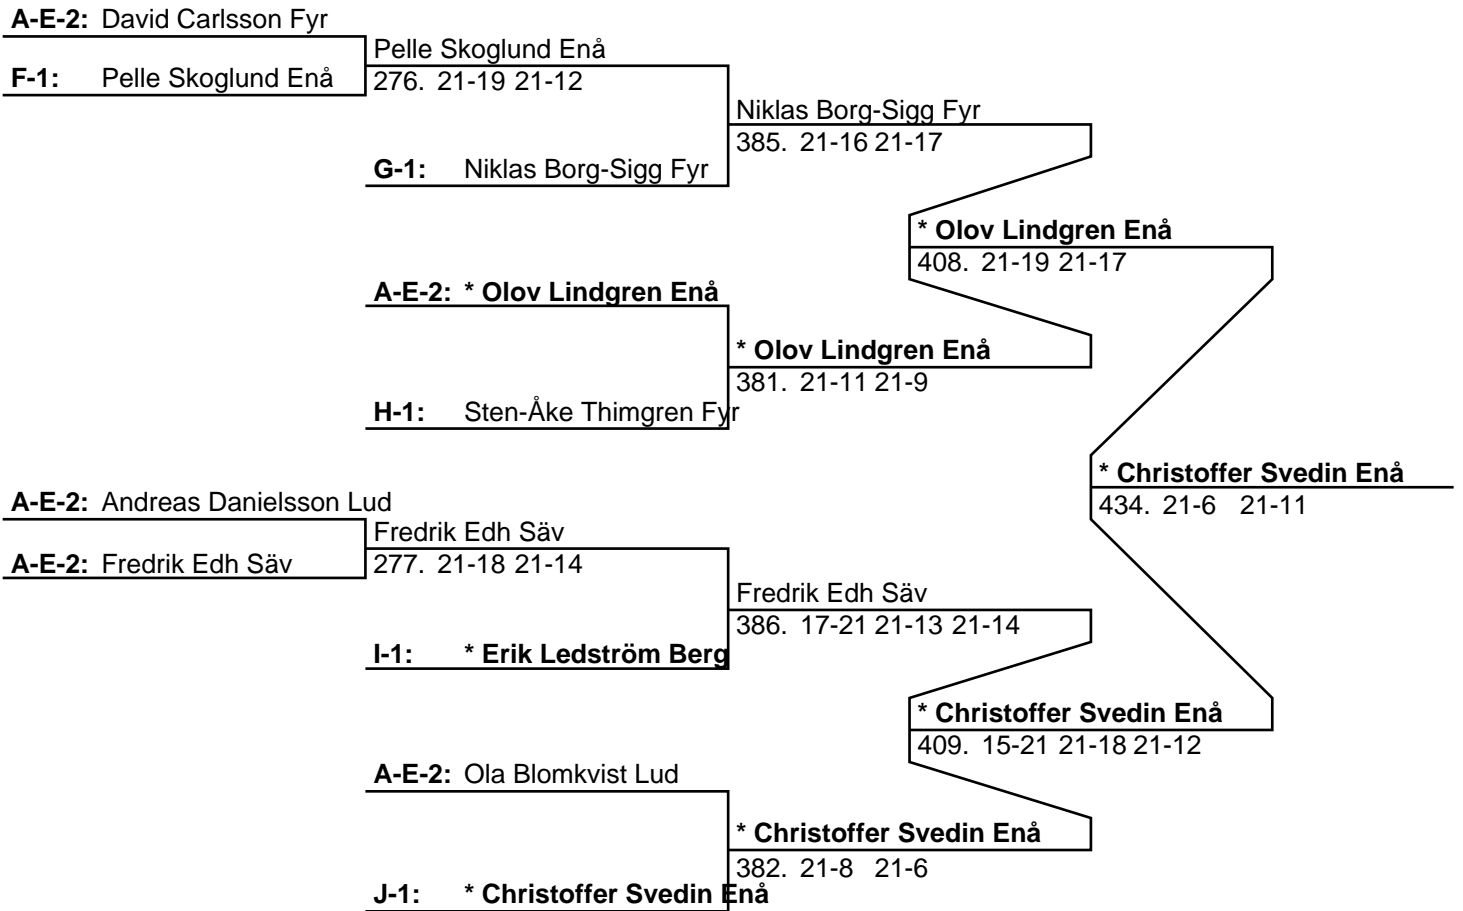 A-E-2: David Carlsson Fyr
Pelle Skoglund Enå
F-1: Pelle Skoglund Enå
276. 21-19 21-12
Niklas Borg-Sigg Fyr
385. 21-16 21-17
G-1: Niklas Borg-Sigg Fyr
* Olov Lindgren Enå
408. 21-19 21-17
A-E-2: * Olov Lindgren Enå
* Olov Lindgren Enå
381. 21-11 21-9
H-1: Sten-Åke Thimgren Fyr
* Christoffer Svedin Enå
434. 21-6 21-11
A-E-2: Andreas Danielsson Lud
Fredrik Edh Säv
A-E-2: Fredrik Edh Säv
277. 21-18 21-14
Fredrik Edh Säv
386. 17-21 21-13 21-14
I-1: * Erik Ledström Berg
* Christoffer Svedin Enå
409. 15-21 21-18 21-12
A-E-2: Ola Blomkvist Lud
* Christoffer Svedin Enå
382. 21-8 21-6
J-1: * Christoffer Svedin Enå